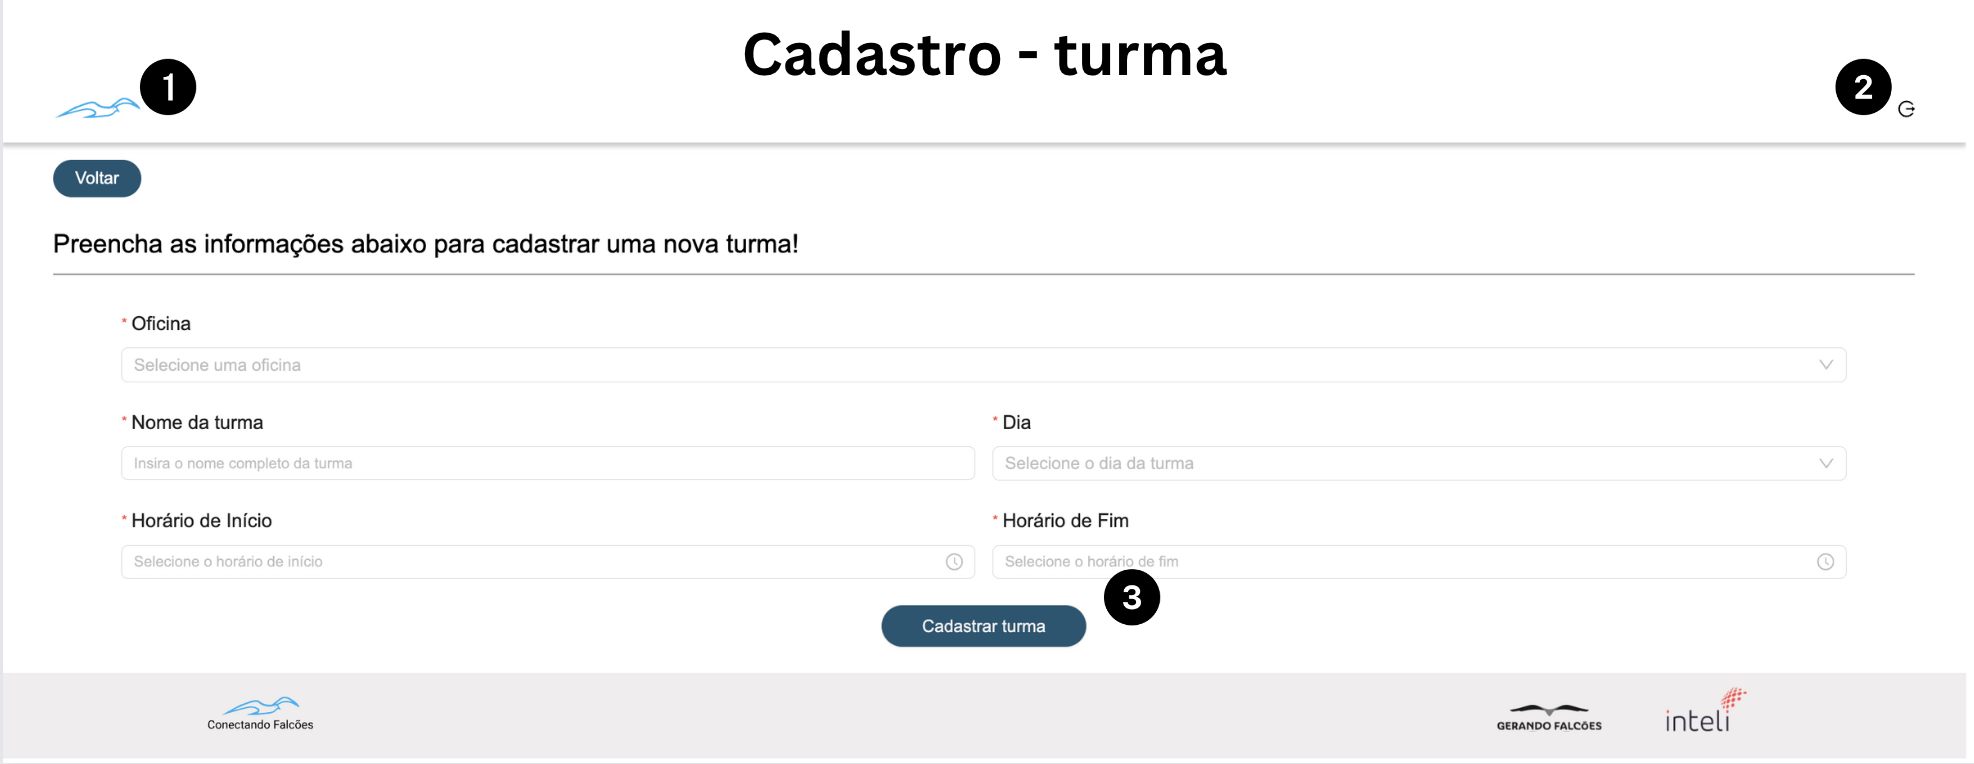 Cadastro - turma
1
2
Voltar
Preencha as informações abaixo para cadastrar uma nova turma!
* Oficina
Selecione uma oficina
* Nome da turma
* Dia
Insira o nome completo da turma
Selecione o dia da turma
* Horário de Início
* Horário de Fim
Selecione o horário de início
Selecione o horário de fim
3
Cadastrar turma
Conectando Falcões
GERANDO FALCÕES
inteli